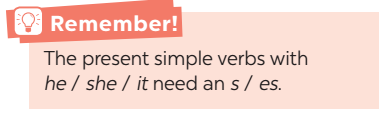 Remember!
The present simple verbs with
he / she / it need an s / es.